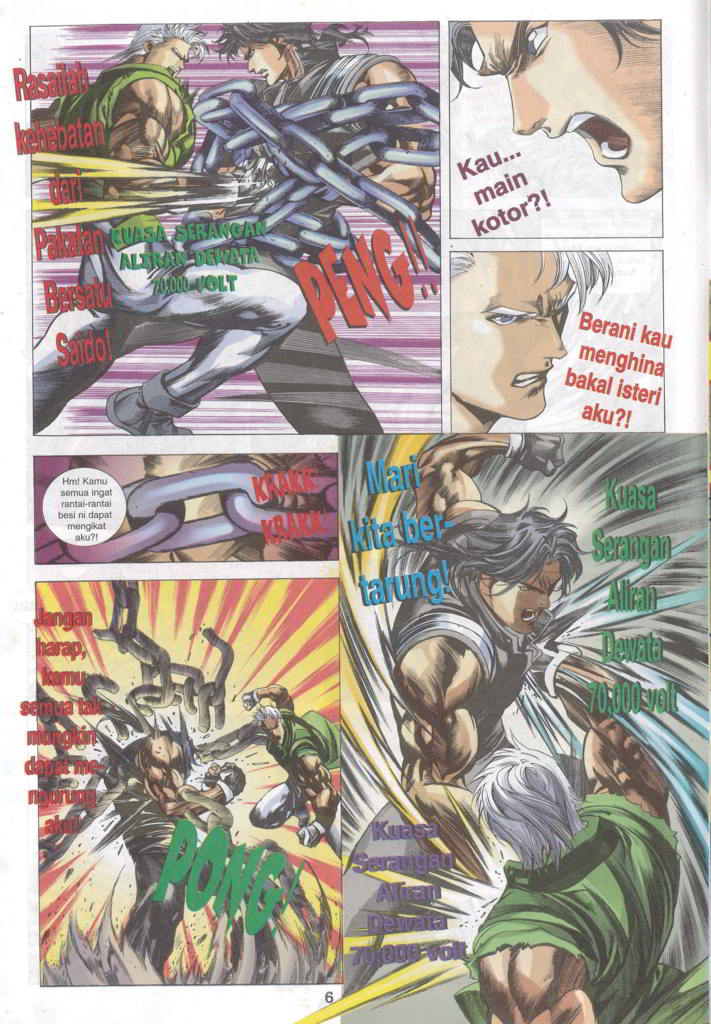 Rasailah
kehebatan
dari
Pakatan
Bersatu
Saido!
KUASA SERANGAN
ALIRAN DEWATA
70,000 VOLT
PENG!!
Kau...
main
kotor?!
Berani kau
menghina
bakal isteri
aku?!
Hm! Kamu
semua ingat
rantai-rantai
besi ni dapat
mengikat
aku?!
KRAKK
KRAKK
Mari
kita ber-
tarung!
Kuasa
Serangan
Aliran
Dewata
70,000 volt
Jangan
harap,
kamu
semua tak
mungkin
dapat me-
ngurung
aku!
PONG!
Kuasa
Serangan
Aliran
Dewata
70,000 volt
6